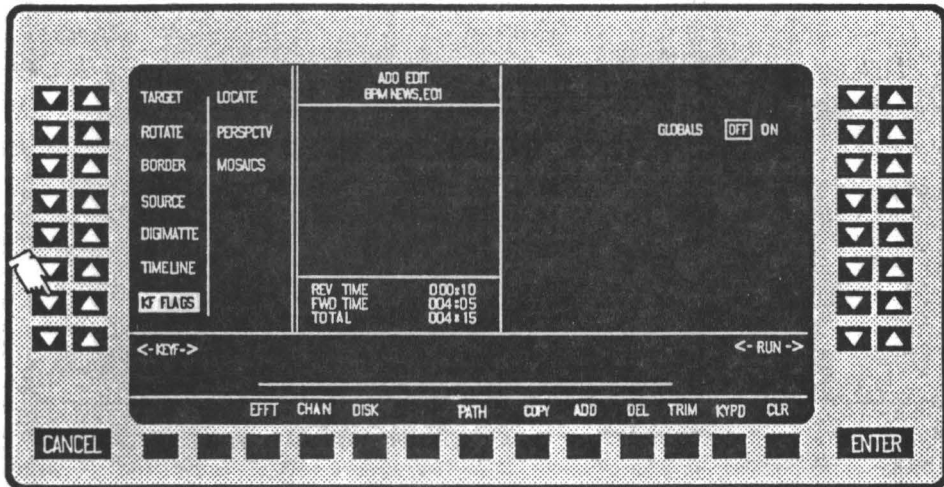 ADO EDIT
BPM NEWS.E01
TARGET LOCATE
ROTATE PERSPCTV
BORDER MOSAICS
SOURCE
DIGIMATTE
TIMELINE
KF FLAGS
GLOBALS OFF ON
REV TIME 000:10
FWD TIME 004:05
TOTAL 004:15
<-KEYF-> <- RUN ->
EFFT CHAN DISK PATH COPY ADD DEL TRIM KYPD CLR
CANCEL ENTER